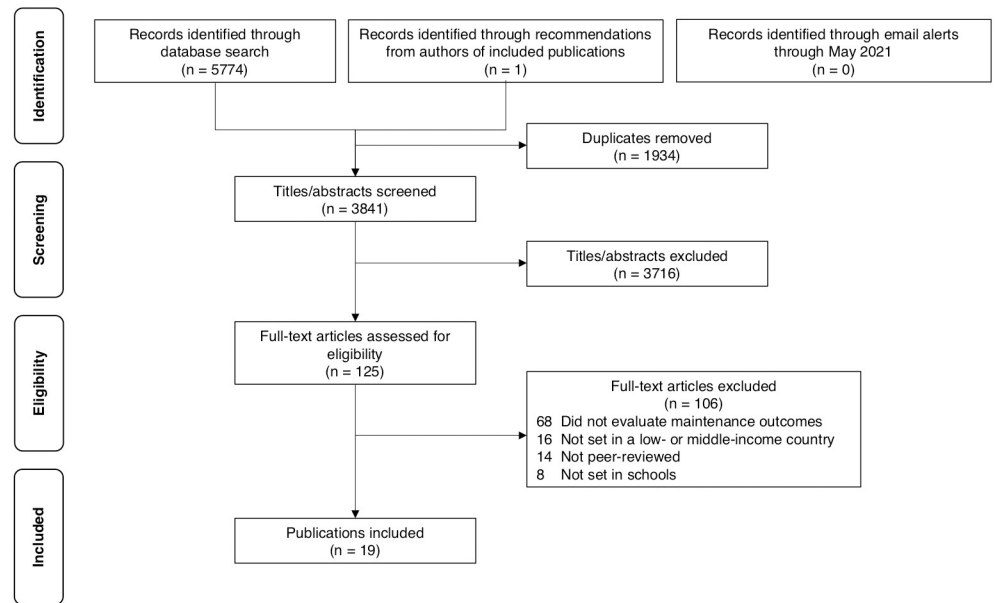 Identification
Records identified through
database search
(n = 5774)
Records identified through recommendations
from authors of included publications
(n = 1)
Records identified through email alerts
through May 2021
(n = 0)
Duplicates removed
(n = 1934)
Screening
Titles/abstracts screened
(n = 3841)
Titles/abstracts excluded
(n = 3716)
Eligibility
Full-text articles assessed for
eligibility
(n = 125)
Full-text articles excluded
(n = 106)
68 Did not evaluate maintenance outcomes
16 Not set in a low- or middle-income country
14 Not peer-reviewed
8 Not set in schools
Included
Publications included
(n = 19)